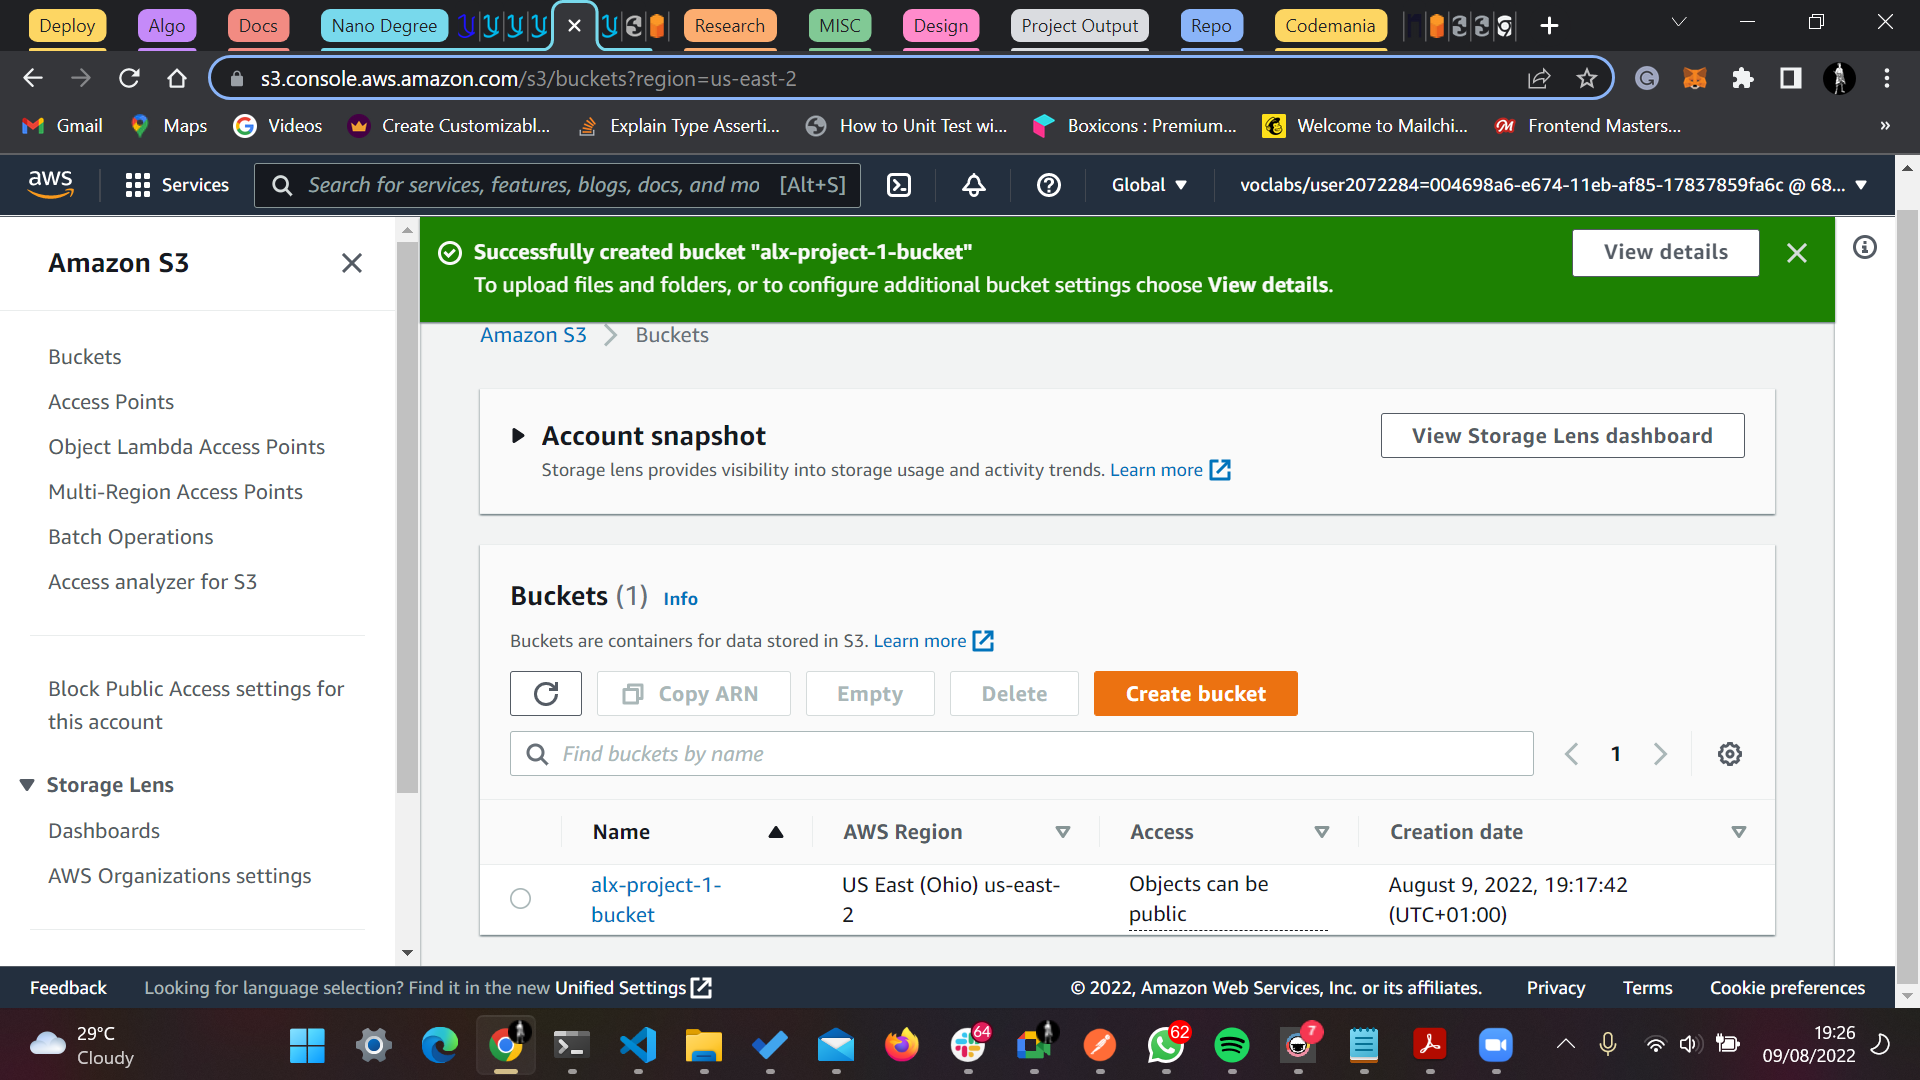 Deploy
Algo
Docs
Nano Degree
Research
MISC
Design
Project Output
Repo
Codemania
s3.console.aws.amazon.com/s3/buckets?region=us-east-2
Gmail
Maps
Videos
Create Customizabl...
Explain Type Asserti...
How to Unit Test wi...
Boxicons : Premium...
Welcome to Mailchi...
Frontend Masters...
»
aws
Services
Search for services, features, blogs, docs, and mo
[Alt+S]
Global
voclabs/user2072284=004698a6-e674-11eb-af85-17837859fa6c @ 68...
Amazon S3
Buckets
Access Points
Object Lambda Access Points
Multi-Region Access Points
Batch Operations
Access analyzer for S3
Block Public Access settings for
this account
Storage Lens
Dashboards
AWS Organizations settings
Successfully created bucket "alx-project-1-bucket"
To upload files and folders, or to configure additional bucket settings choose View details.
View details
Amazon S3
Buckets
Account snapshot
Storage lens provides visibility into storage usage and activity trends. Learn more
View Storage Lens dashboard
Buckets (1) Info
Buckets are containers for data stored in S3. Learn more
Copy ARN
Empty
Delete
Create bucket
Find buckets by name
1
Name
AWS Region
Access
Creation date
alx-project-1-
bucket
US East (Ohio) us-east-
2
Objects can be
public
August 9, 2022, 19:17:42
(UTC+01:00)
Feedback
Looking for language selection? Find it in the new Unified Settings
© 2022, Amazon Web Services, Inc. or its affiliates.
Privacy
Terms
Cookie preferences
29°C
Cloudy
64
62
7
19:26
09/08/2022